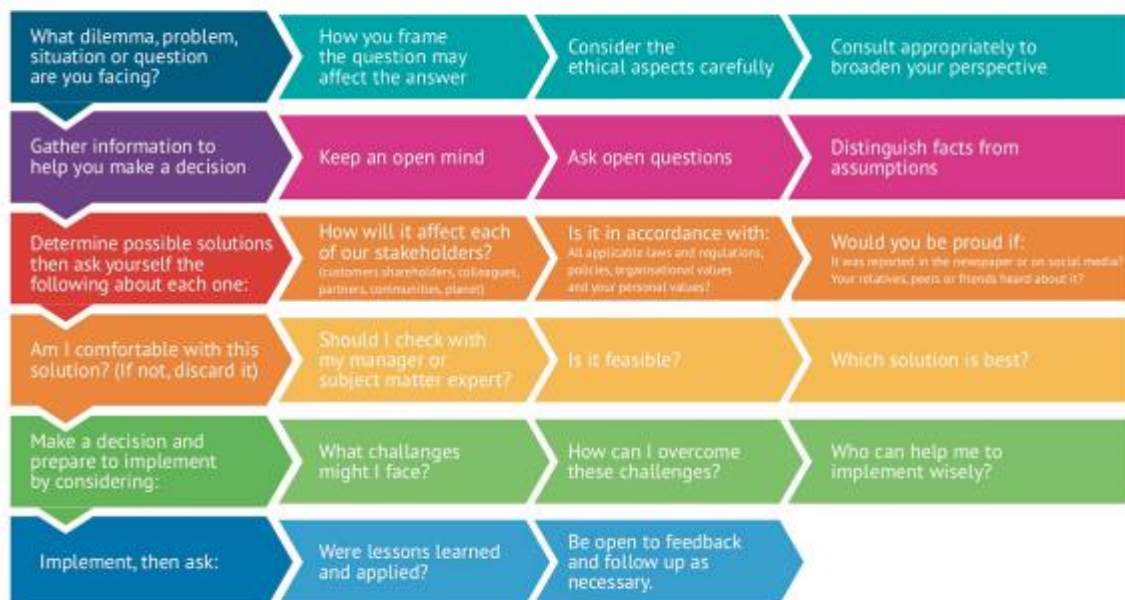 What dilemma, problem,
situation or question
are you facing?
How you frame
the question may
affect the answer
Consider the
ethical aspects carefully
Consult appropriately to
broaden your perspective
Gather information to
help you make a decision
Keep an open mind
Ask open questions
Distinguish facts from
assumptions
Determine possible solutions
then ask yourself the
following about each one:
How will it affect each
of our stakeholders?
(customers shareholders, colleagues,
partners, communities, planet)
Is it in accordance with:
All applicable laws and regulations,
policies, organisational values
and your personal values?
Would you be proud if:
It was reported in the newspaper or on social media?
Your relatives, peers or friends heard about it?
Am I comfortable with this
solution? (If not, discard it)
Should I check with
my manager or
subject matter expert?
Is it feasible?
Which solution is best?
Make a decision and
prepare to implement
by considering:
What challanges
might I face?
How can I overcome
these challenges?
Who can help me to
implement wisely?
Implement, then ask:
Were lessons learned
and applied?
Be open to feedback
and follow up as
necessary.